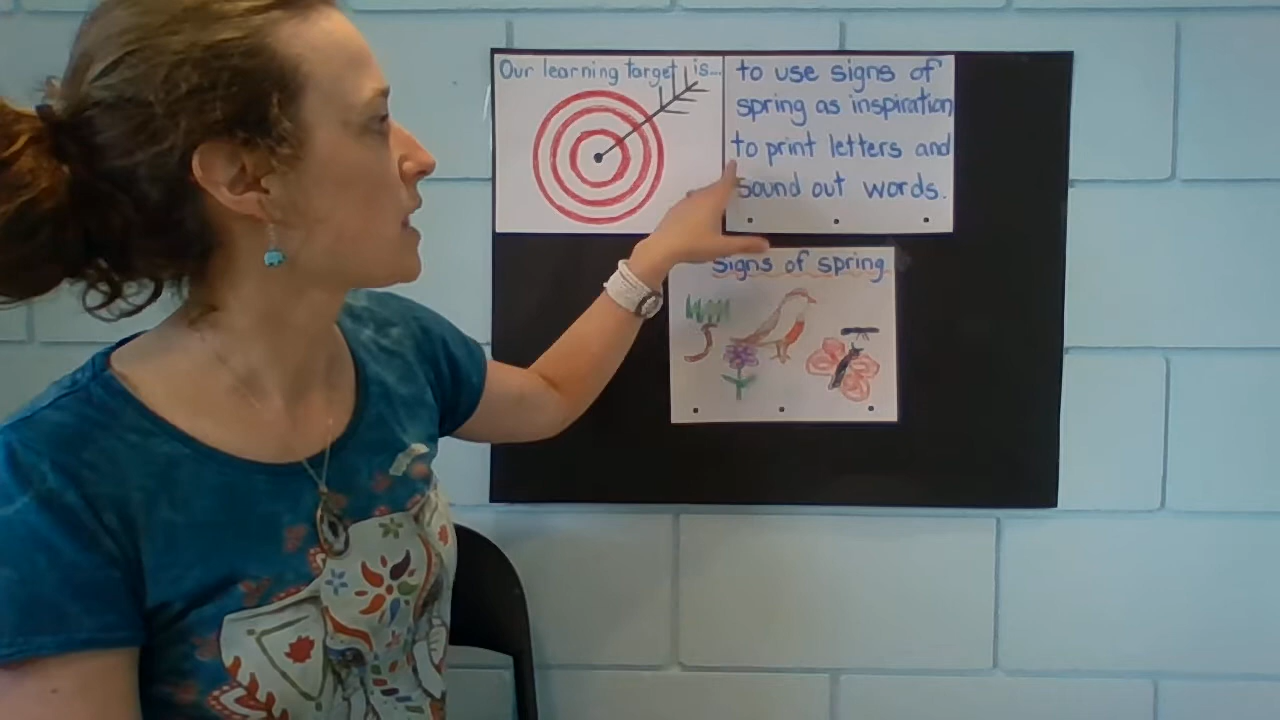 Our learning target is...
to use signs of
spring as inspiration
to print letters and
sound out words.
Signs of spring